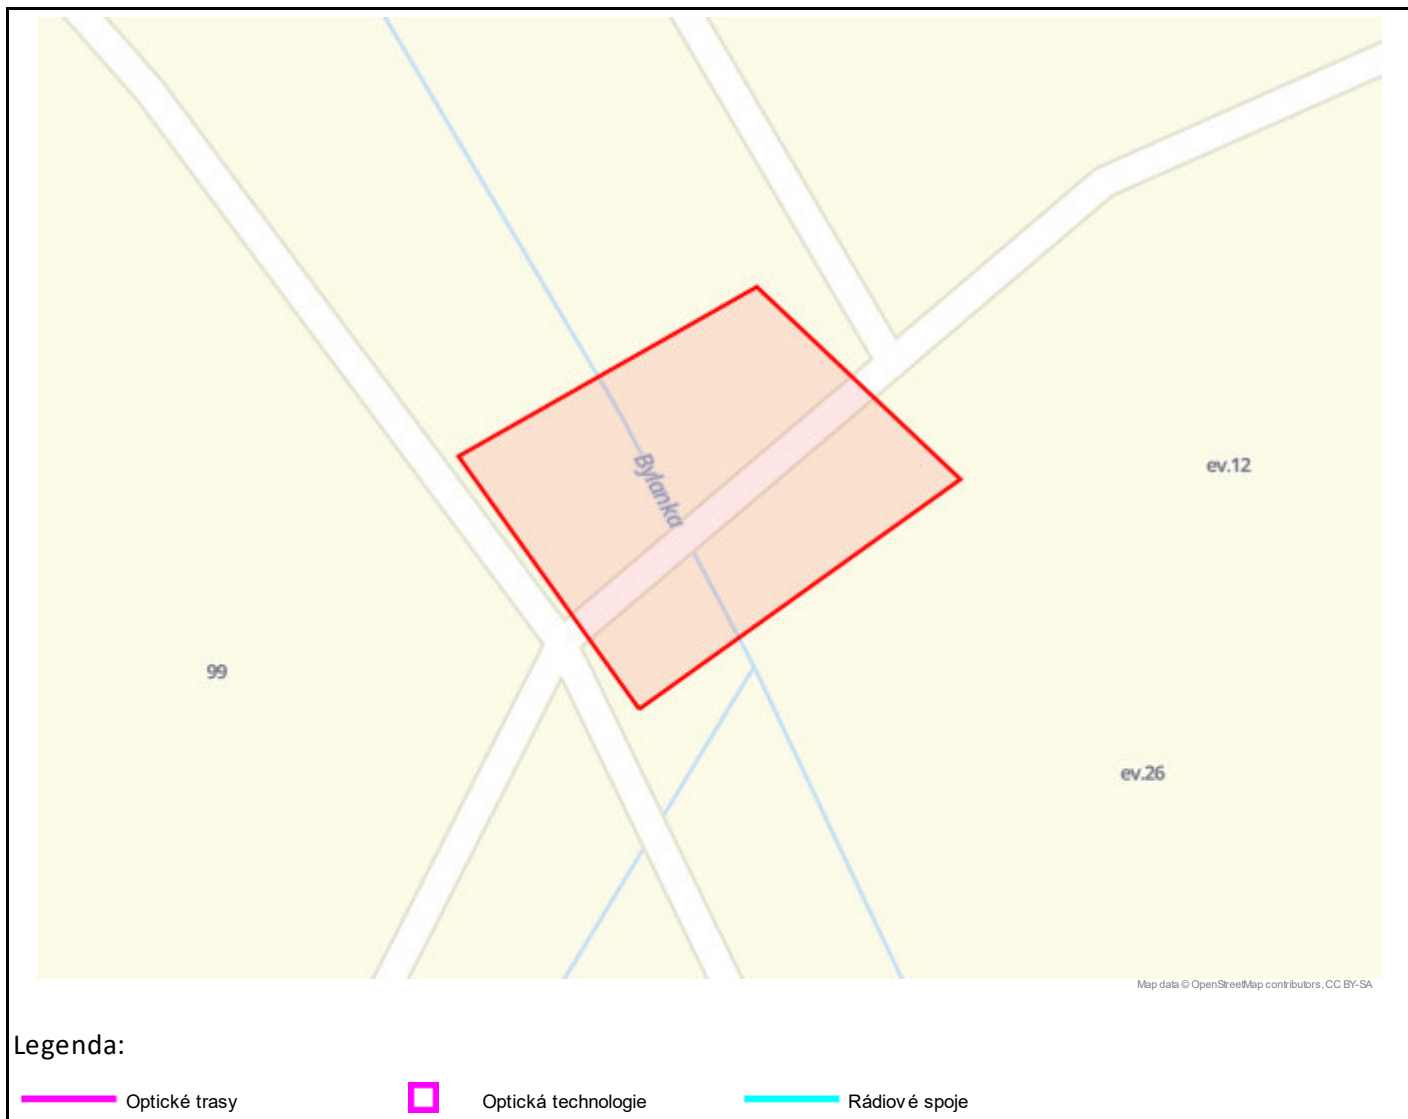 Bylanka
ev.12
99
ev.26
Map data © OpenStreetMap contributors, CC BY-SA
Legenda:
Optické trasy
Optická technologie
Rádiové spoje